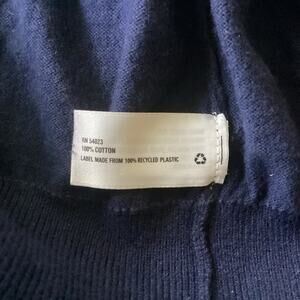 RN 54023
100% COTTON
LABEL MADE FROM 100% RECYCLED PLASTIC